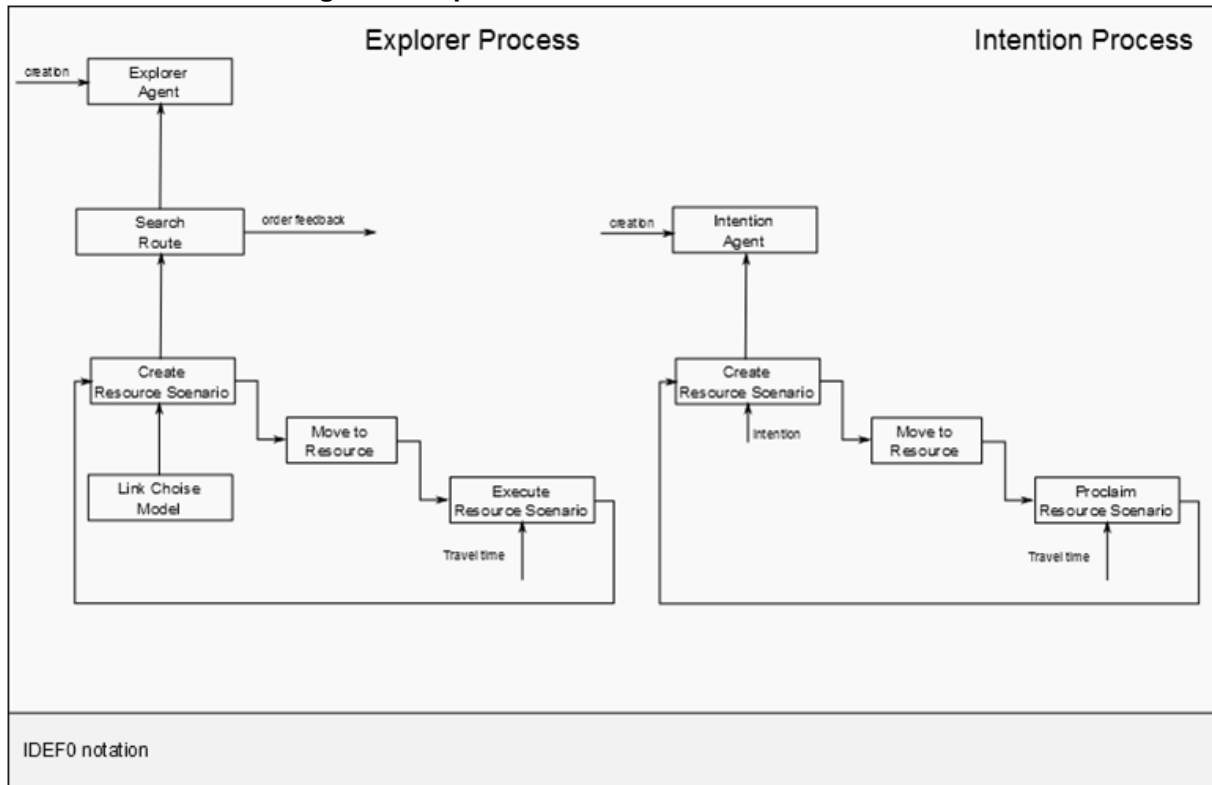 Explorer Process
Intention Process
creation
Explorer
Agent
Search
Route
order feedback
creation
Intention
Agent
Create
Resource Scenario
Move to
Resource
Link Choise
Model
Execute
Resource Scenario
Travel time
Create
Resource Scenario
Intention
Move to
Resource
Proclaim
Resource Scenario
Travel time
IDEF0 notation